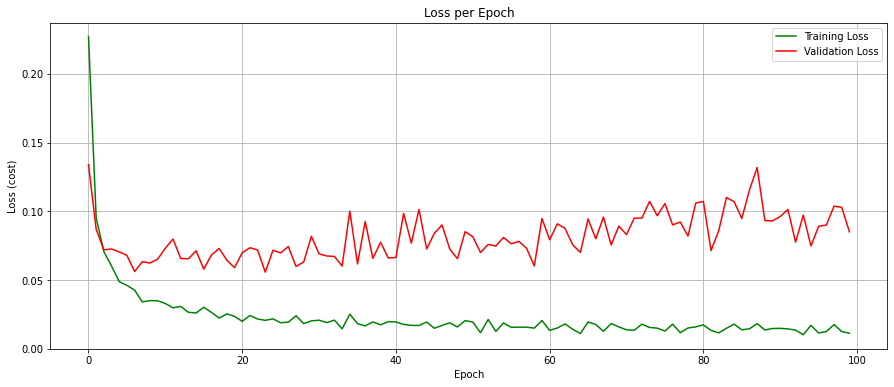 Loss per Epoch
Training Loss
Validation Loss
Loss (cost)
0.20
0.15
0.10
0.05
0.00
0 20 40 60 80 100
Epoch